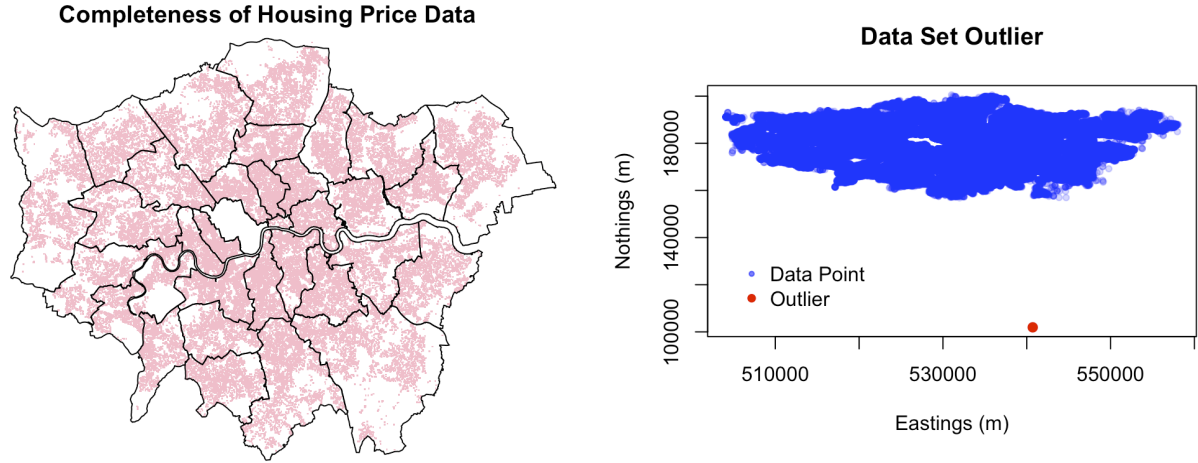 Completeness of Housing Price Data
Data Set Outlier
Nothings (m)
180000
140000
100000
Data Point
Outlier
510000 530000 550000
Eastings (m)